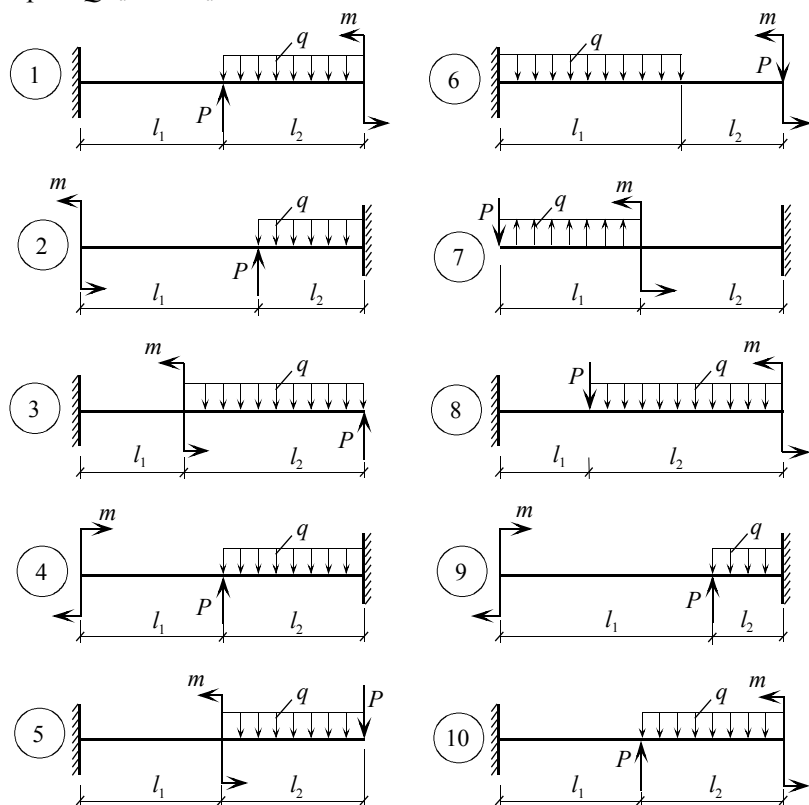 1 m q P l₁ l₂
6 q m P l₁ l₂
2 m q P l₁ l₂
7 P q m l₁ l₂
3 m q P l₁ l₂
8 P q m l₁ l₂
4 m q P l₁ l₂
9 m q P l₁ l₂
5 m q P l₁ l₂
10 m q P l₁ l₂